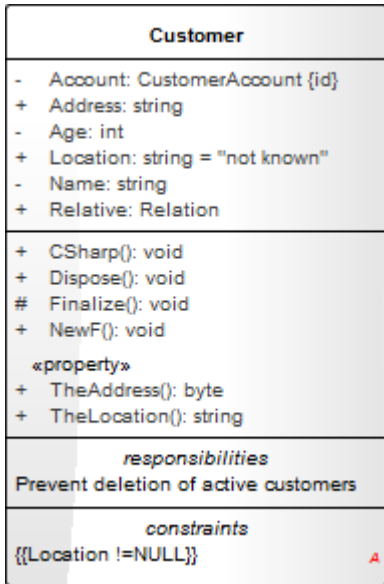 Customer
- Account: CustomerAccount {id}
+ Address: string
- Age: int
+ Location: string = "not known"
- Name: string
+ Relative: Relation
+ CSharp(): void
+ Dispose(): void
# Finalize(): void
+ NewF(): void
«property»
+ TheAddress(): byte
+ TheLocation(): string
responsibilities
Prevent deletion of active customers
constraints
{{Location !=NULL}}
A